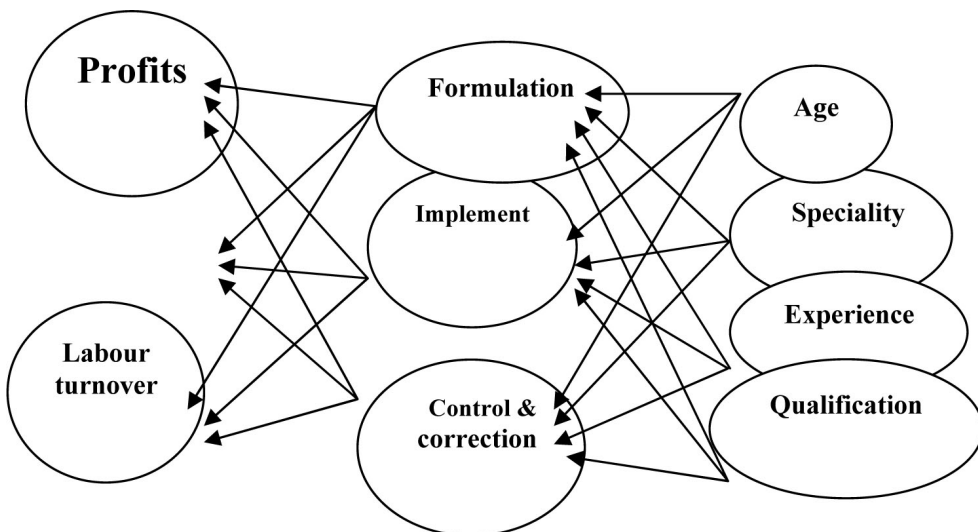 Profits
Formulation
Age
Implement
Speciality
Experience
Labour
turnover
Control &
correction
Qualification